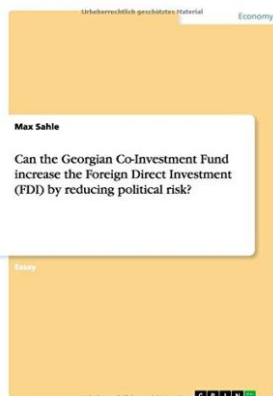 Urheberrechtlich geschütztes Material
Economy
Max Sahle
Can the Georgian Co-Investment Fund
increase the Foreign Direct Investment
(FDI) by reducing political risk?
Essay
GRIN